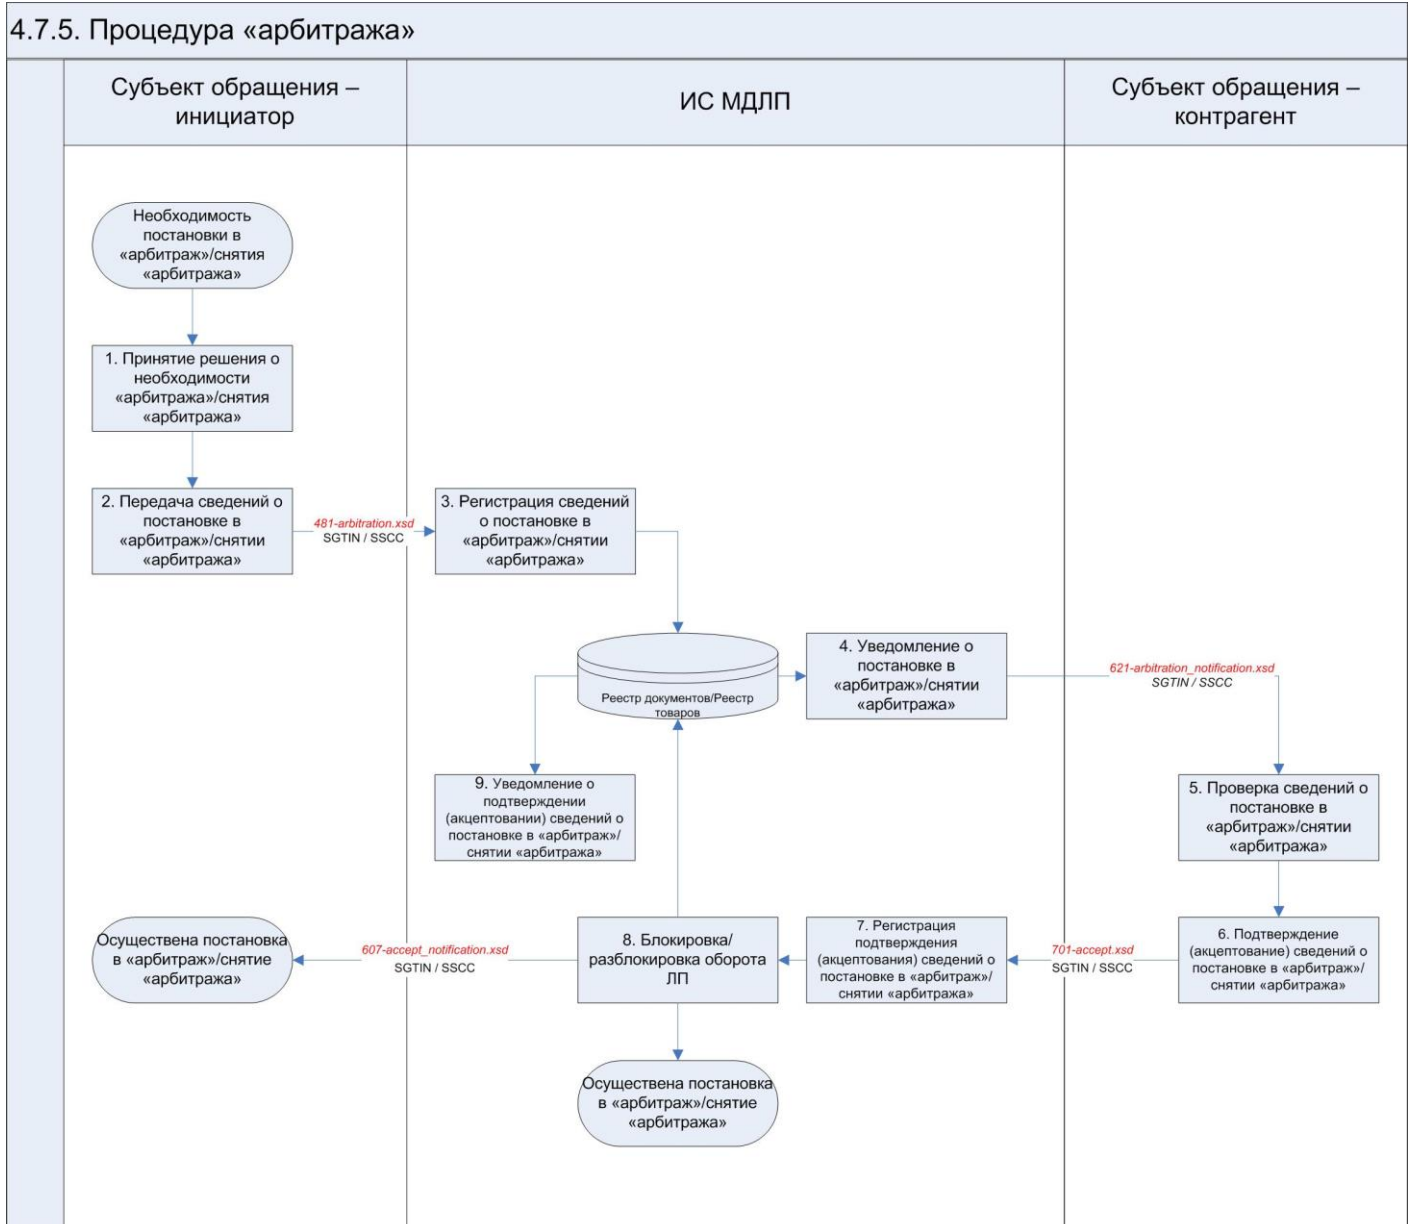 4.7.5. Процедура «арбитража»
Субъект обращения –
инициатор
ИС МДЛП
Субъект обращения –
контрагент
Необходимость
постановки в
«арбитраж»/снятия
«арбитража»
1. Принятие решения о
необходимости
«арбитража»/снятия
«арбитража»
2. Передача сведений о
постановке в
«арбитраж»/снятии
«арбитража»
481-arbitration.xsd
SGTIN / SSCC
3. Регистрация сведений
о постановке в
«арбитраж»/снятии
«арбитража»
Реестр документов/Реестр
товаров
4. Уведомление о
постановке в
«арбитраж»/снятии
«арбитража»
621-arbitration_notification.xsd
SGTIN / SSCC
9. Уведомление о
подтверждении
(акцептовании) сведений о
постановке в «арбитраж»/
снятии «арбитража»
5. Проверка сведений о
постановке в
«арбитраж»/снятии
«арбитража»
Осуществена постановка
в «арбитраж»/снятие
«арбитража»
607-accept_notification.xsd
SGTIN / SSCC
8. Блокировка/
разблокировка оборота
ЛП
7. Регистрация
подтверждения
(акцептования) сведений о
постановке в «арбитраж»/
снятии «арбитража»
701-accept.xsd
SGTIN / SSCC
6. Подтверждение
(акцептование) сведений о
постановке в «арбитраж»/
снятии «арбитража»
Осуществена постановка
в «арбитраж»/снятие
«арбитража»